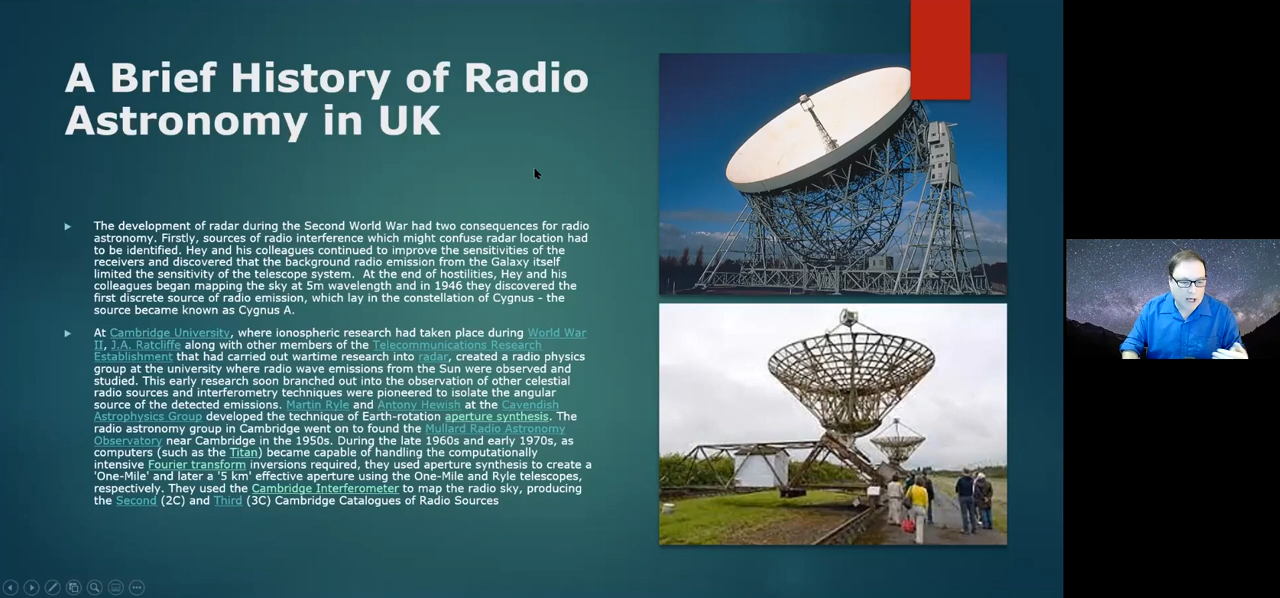 A Brief History of Radio
Astronomy in UK
The development of radar during the Second World War had two consequences for radio
astronomy. Firstly, sources of radio interference which might confuse radar location had
to be identified. Hey and his colleagues continued to improve the sensitivities of the
receivers and discovered that the background radio emission from the Galaxy itself
limited the sensitivity of the telescope system. At the end of hostilities, Hey and his
colleagues began mapping the sky at 5m wavelength and in 1946 they discovered the
first discrete source of radio emission, which lay in the constellation of Cygnus - the
source became known as Cygnus A.
At Cambridge University, where ionospheric research had taken place during World War
II, J.A. Ratcliffe along with other members of the Telecommunications Research
Establishment that had carried out wartime research into radar, created a radio physics
group at the university where radio wave emissions from the Sun were observed and
studied. This early research soon branched out into the observation of other celestial
radio sources and interferometry techniques were pioneered to isolate the angular
source of the detected emissions. Martin Ryle and Antony Hewish at the Cavendish
Astrophysics Group developed the technique of Earth-rotation aperture synthesis. The
radio astronomy group in Cambridge went on to found the Mullard Radio Astronomy
Observatory near Cambridge in the 1950s. During the late 1960s and early 1970s, as
computers (such as the Titan) became capable of handling the computationally
intensive Fourier transform inversions required, they used aperture synthesis to create a
'One-Mile' and later a '5 km' effective aperture using the One-Mile and Ryle telescopes,
respectively. They used the Cambridge Interferometer to map the radio sky, producing
the Second (2C) and Third (3C) Cambridge Catalogues of Radio Sources